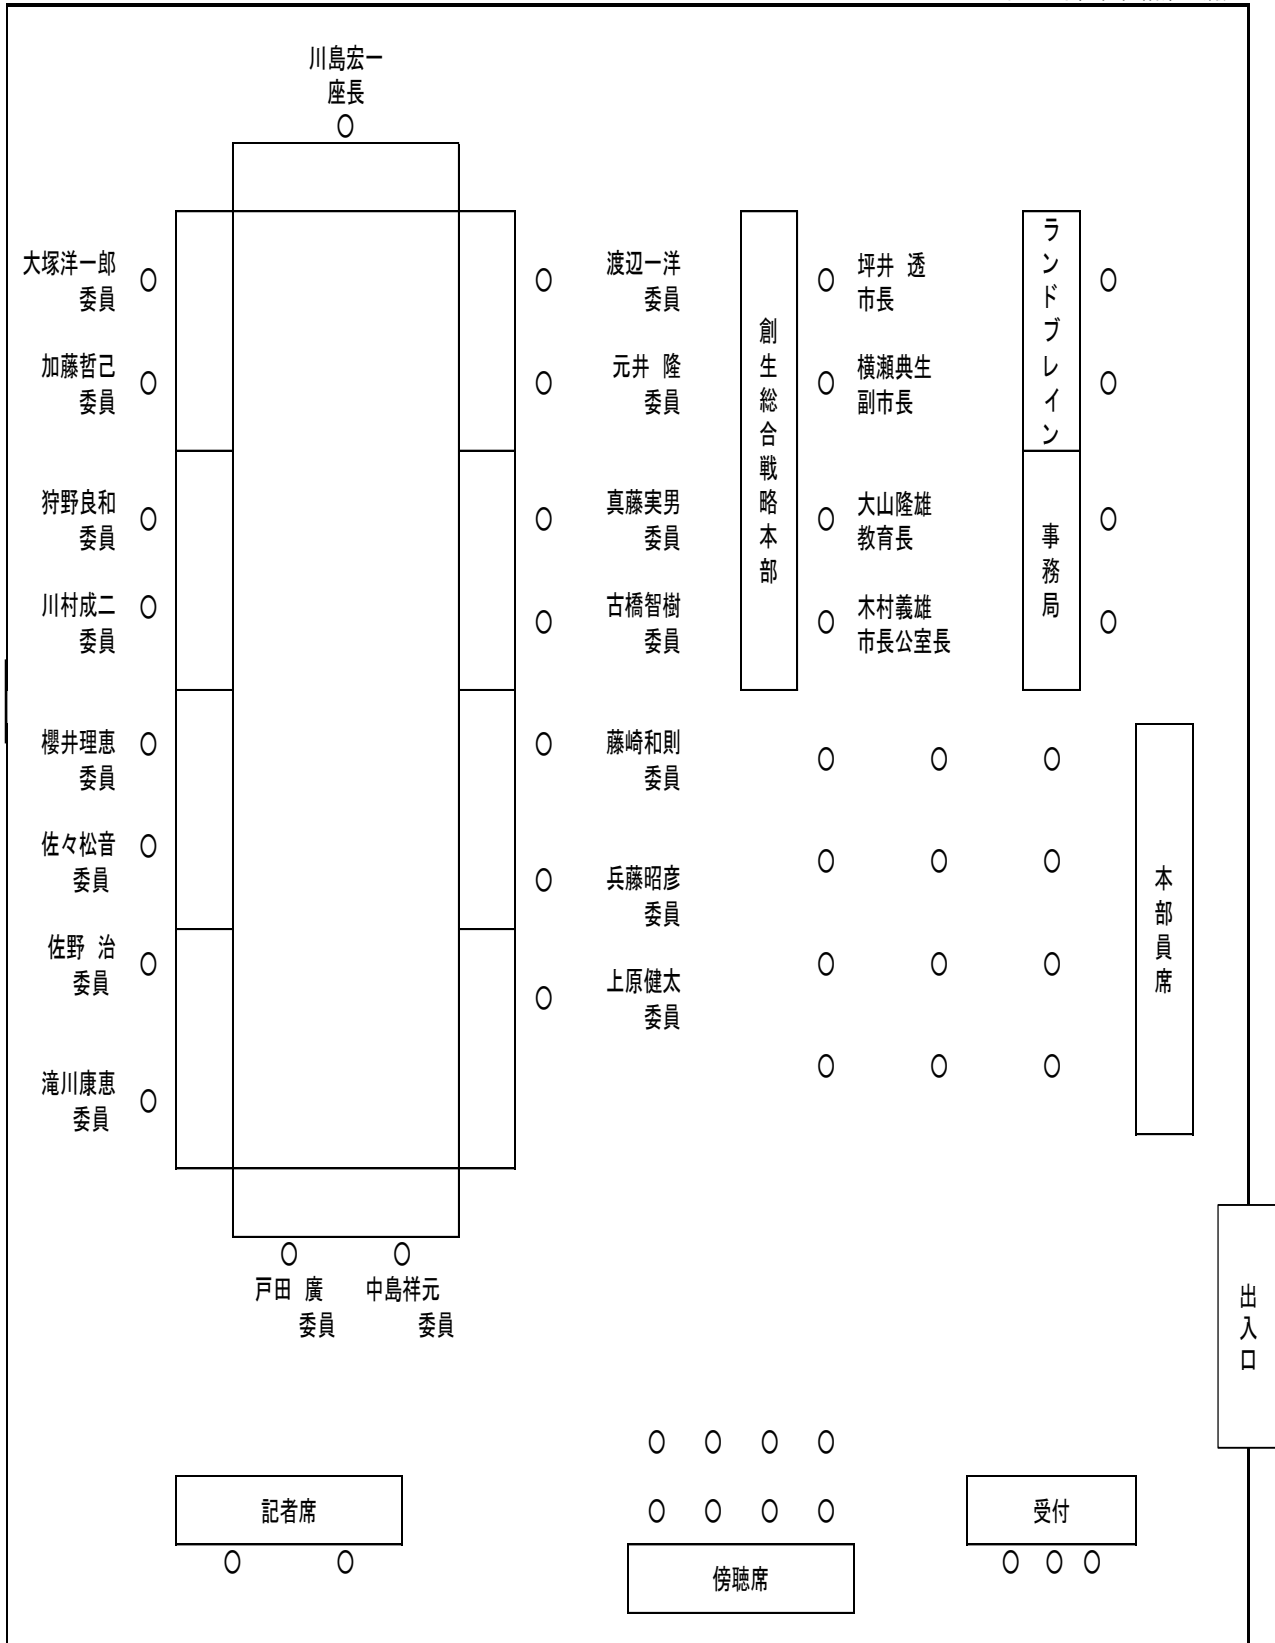 川島宏一
座長
大塚洋一郎
委員
加藤哲己
委員
狩野良和
委員
川村成二
委員
櫻井理恵
委員
佐々松音
委員
佐野 治
委員
滝川康恵
委員
渡辺一洋
委員
元井 隆
委員
真藤実男
委員
古橋智樹
委員
藤崎和則
委員
兵藤昭彦
委員
上原健太
委員
戸田 廣
委員
中島祥元
委員
創生総合戦略本部
坪井 透
市長
横瀬典生
副市長
大山隆雄
教育長
木村義雄
市長公室長
ランドブレイン
事務局
本部員席
出入口
記者席
傍聴席
受付